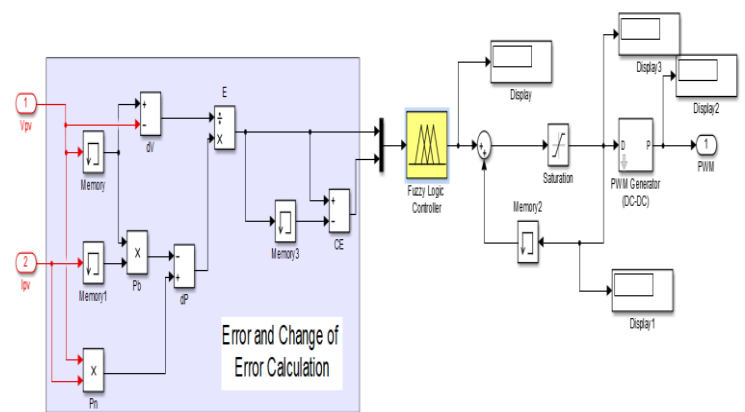 1
Vpv
Memory
+
−
dV
E
÷
×
Display
Display3
Display2
Fuzzy Logic
Controller
+
+
Saturation
D
P
PWM Generator
(DC-DC)
1
PWM
2
Ipv
Memory1
×
Pb
−
+
dP
Memory3
+
−
CE
Memory2
Display1
×
Pn
Error and Change of
Error Calculation